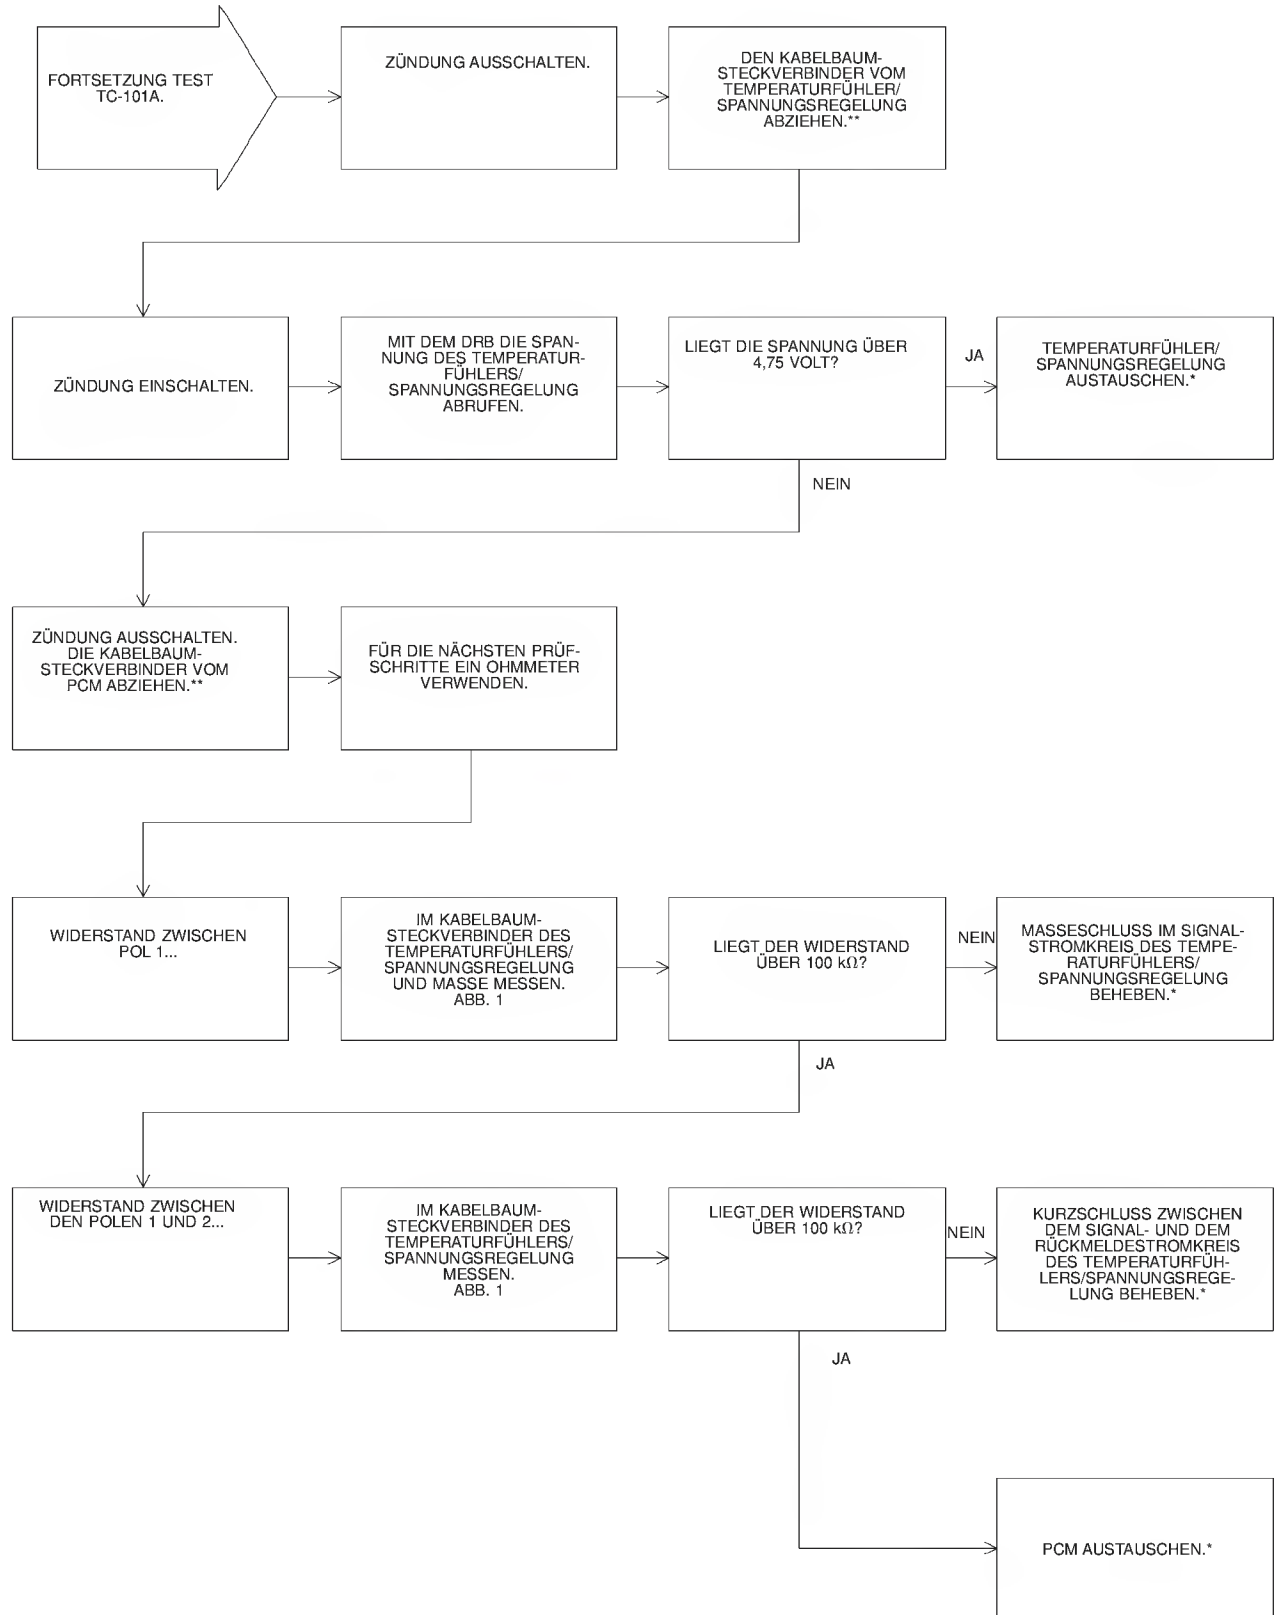 FORTSETZUNG TEST
TC-101A.
ZÜNDUNG AUSSCHALTEN.
DEN KABELBAUM-
STECKVERBINDER VOM
TEMPERATURFÜHLER/
SPANNUNGSREGELUNG
ABZIEHEN.**
ZÜNDUNG EINSCHALTEN.
MIT DEM DRB DIE SPAN-
NUNG DES TEMPERATUR-
FÜHLERS/
SPANNUNGSREGELUNG
ABRUFEN.
LIEGT DIE SPANNUNG ÜBER
4,75 VOLT?
JA
TEMPERATURFÜHLER/
SPANNUNGSREGELUNG
AUSTAUSCHEN.*
NEIN
ZÜNDUNG AUSSCHALTEN.
DIE KABELBAUM-
STECKVERBINDER VOM
PCM ABZIEHEN.**
FÜR DIE NÄCHSTEN PRÜF-
SCHRITTE EIN OHMMETER
VERWENDEN.
WIDERSTAND ZWISCHEN
POL 1...
IM KABELBAUM-
STECKVERBINDER DES
TEMPERATURFÜHLERS/
SPANNUNGSREGELUNG
UND MASSE MESSEN.
ABB. 1
LIEGT DER WIDERSTAND
ÜBER 100 kΩ?
NEIN
MASSESCHLUSS IM SIGNAL-
STROMKREIS DES TEMPE-
RATURFÜHLERS/
SPANNUNGSREGELUNG
BEHEBEN.*
JA
WIDERSTAND ZWISCHEN
DEN POLEN 1 UND 2...
IM KABELBAUM-
STECKVERBINDER DES
TEMPERATURFÜHLERS/
SPANNUNGSREGELUNG
MESSEN.
ABB. 1
LIEGT DER WIDERSTAND
ÜBER 100 kΩ?
NEIN
KURZSCHLUSS ZWISCHEN
DEM SIGNAL- UND DEM
RÜCKMELDESTROMKREIS
DES TEMPERATURFÜH-
LERS/SPANNUNGSREGE-
LUNG BEHEBEN.*
JA
PCM AUSTAUSCHEN.*